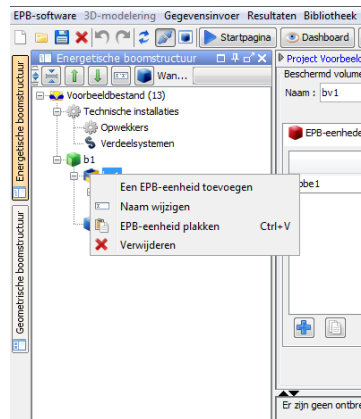 EPB-software 3D-modelering Gegevensinvoer Resultaten Bibliotheek
Startpagina Dashboard
Energetische boomstructuur
Project Voorbeeld
Beschermd volume
Wan...
Naam : bv1
Voorbeeldbestand (13)
Technische installaties
Opwekkers
Verdeelsystemen
b1
EPB-eenhede
Een EPB-eenheid toevoegen
Naam wijzigen
EPB-eenheid plakken Ctrl+V
Verwijderen
Energetische boomstructuur
Geometrische boomstructuur
Er zijn geen ontbre